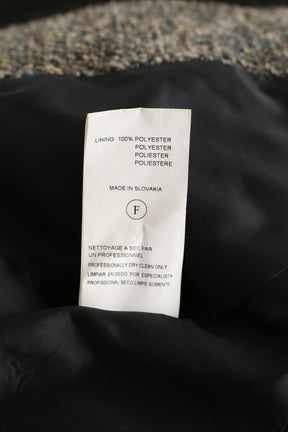 LINING: 100% POLYESTER
POLYESTER
POLIESTER
POLIESTERE
MADE IN SLOVAKIA
F
NETTOYAGE A SEC PAR
UN PROFESSIONNEL
PROFESSIONALLY DRY CLEAN ONLY
LIMPIAR EN SECO POR ESPECIALISTA
PROFISSIONAL SECO LIMPE SOMENTE